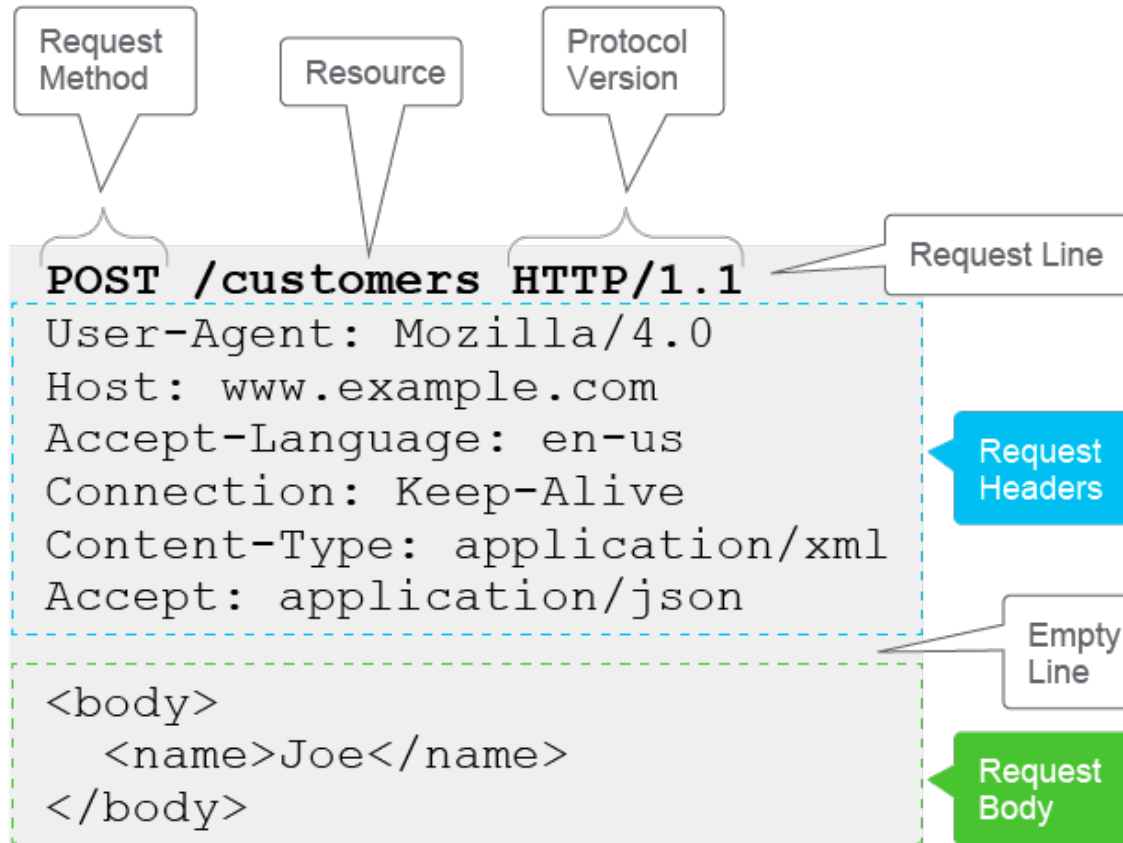 Request
Method
Resource
Protocol
Version
POST /customers HTTP/1.1
Request Line
User-Agent: Mozilla/4.0
Host: www.example.com
Accept-Language: en-us
Connection: Keep-Alive
Content-Type: application/xml
Accept: application/json
Request
Headers
Empty
Line
<body>
  <name>Joe</name>
</body>
Request
Body